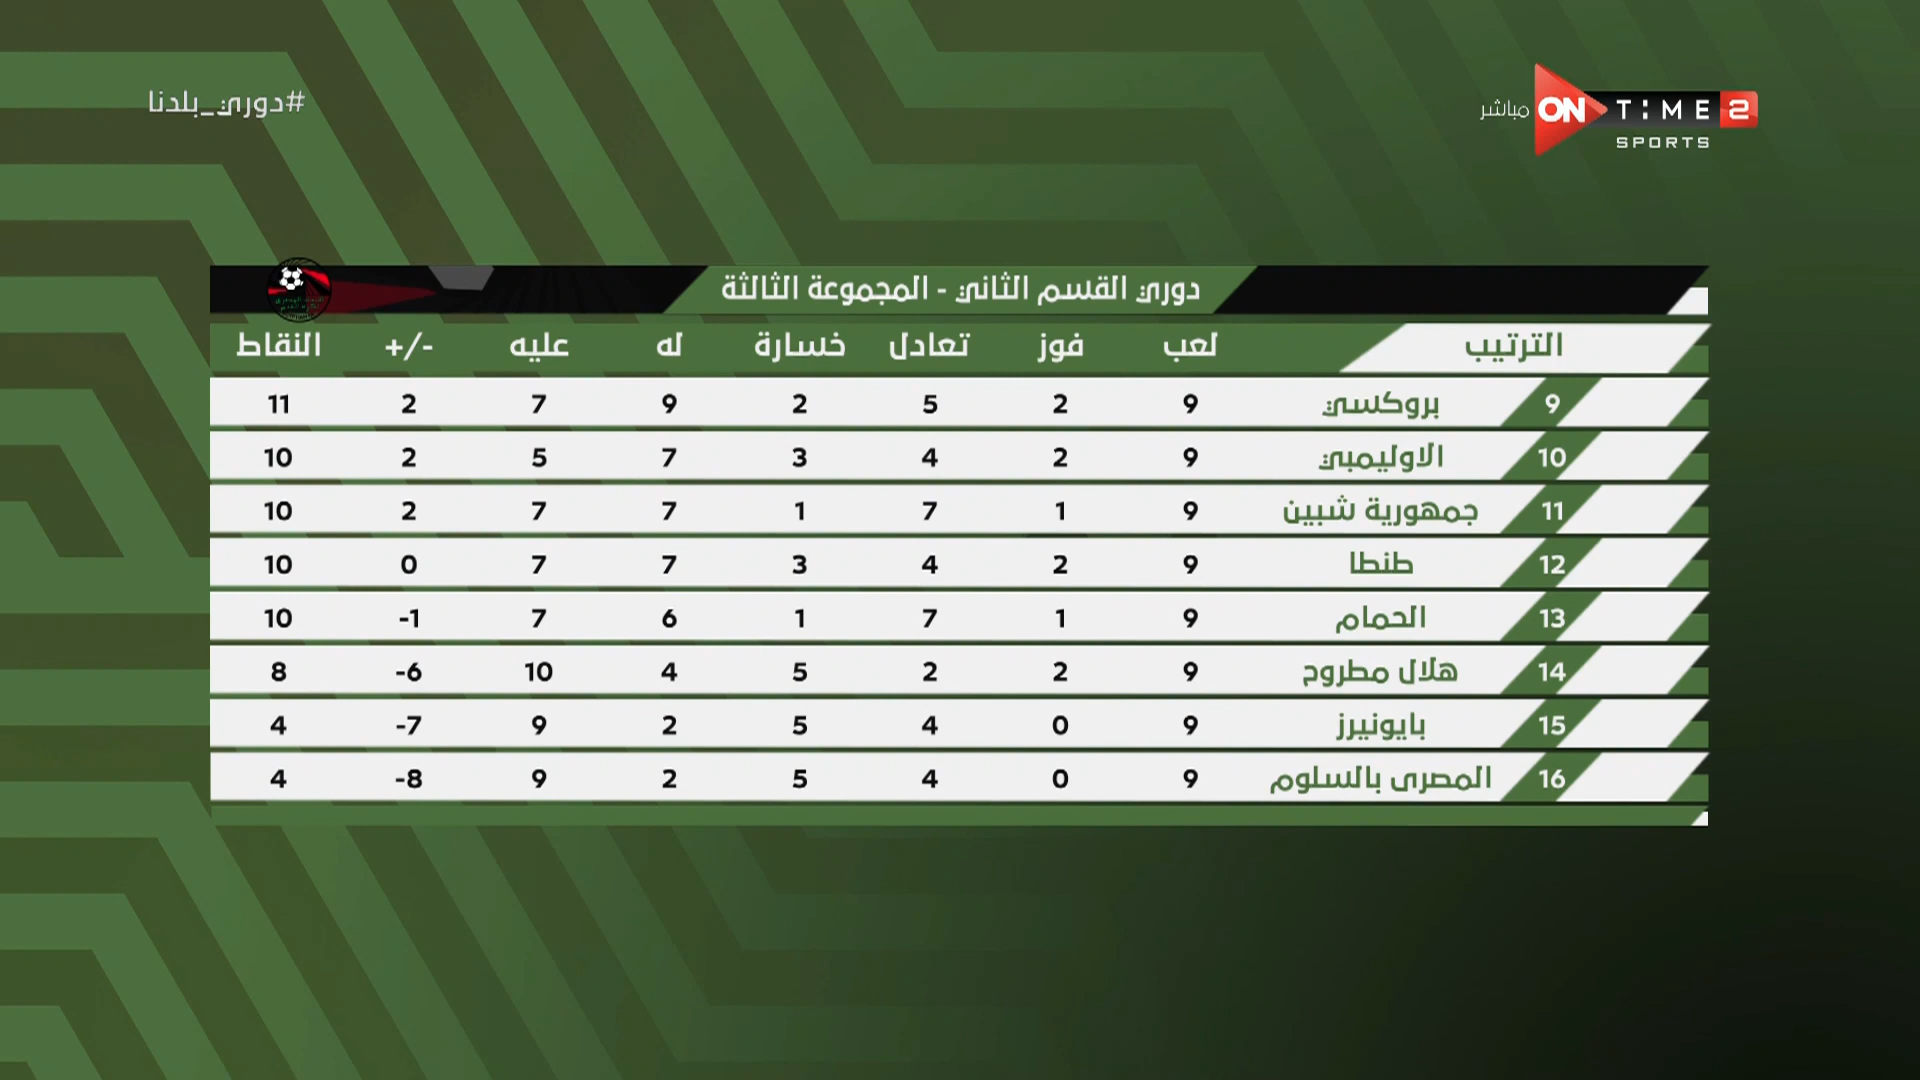 #دوري_بلدنا
مباشر ON TIME 2
SPORTS
دوري القسم الثاني - المجموعة الثالثة
الترتيب لعب فوز تعادل خسارة له عليه +/- النقاط
9 بروكسي 9 2 5 2 9 7 2 11
10 الاوليمبي 9 2 4 3 7 5 2 10
11 جمهورية شبين 9 1 7 1 7 7 2 10
12 طنطا 9 2 4 3 7 7 0 10
13 الحمام 9 1 7 1 6 7 -1 10
14 هلال مطروح 9 2 2 5 4 10 -6 8
15 بايونيرز 9 0 4 5 2 9 -7 4
16 المصرى بالسلوم 9 0 4 5 2 9 -8 4